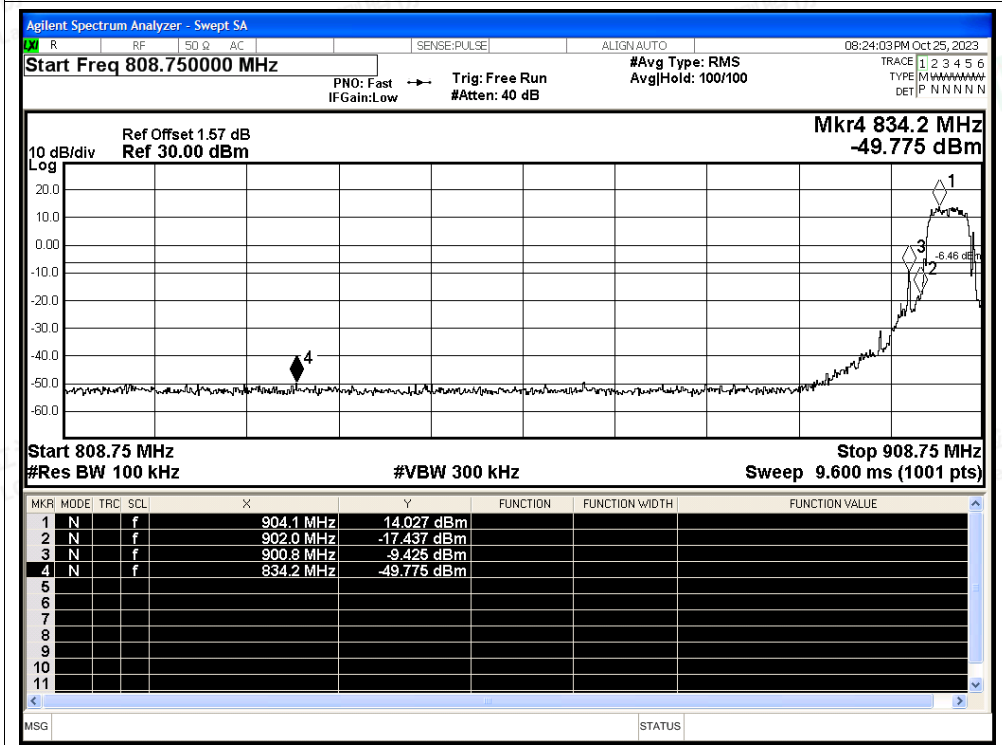 Agilent Spectrum Analyzer - Swept SA
LXI R RF 50 Ω AC SENSE:PULSE ALIGN AUTO 08:24:03 PM Oct 25, 2023
Start Freq 808.750000 MHz
PNO: Fast
IFGain:Low
Trig: Free Run
#Atten: 40 dB
#Avg Type: RMS
Avg|Hold: 100/100
TRACE 1 2 3 4 5 6
TYPE M WWWWW
DET P N N N N N
Mkr4 834.2 MHz
-49.775 dBm
Ref Offset 1.57 dB
10 dB/div Ref 30.00 dBm
Log
20.0
10.0
0.00
-10.0
-20.0
-30.0
-40.0
-50.0
-60.0
1
3
-6.46 dBm
2
4
Start 808.75 MHz Stop 908.75 MHz
#Res BW 100 kHz #VBW 300 kHz Sweep 9.600 ms (1001 pts)
MKR MODE TRC SCL X Y FUNCTION FUNCTION WIDTH FUNCTION VALUE
1 N f 904.1 MHz 14.027 dBm
2 N f 902.0 MHz -17.437 dBm
3 N f 900.8 MHz -9.425 dBm
4 N f 834.2 MHz -49.775 dBm
5
6
7
8
9
10
11
MSG STATUS